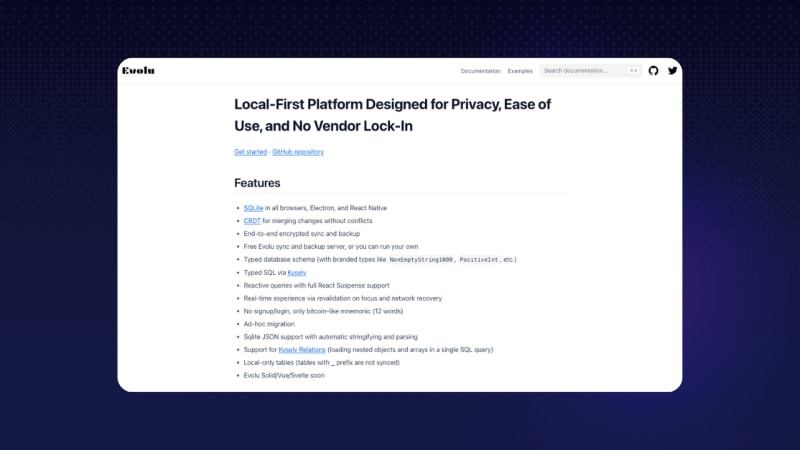 Evolu
Documentation Examples Search documentation... ⌘ K
Local-First Platform Designed for Privacy, Ease of
Use, and No Vendor Lock-In
Get started · GitHub repository
Features
• SQLite in all browsers, Electron, and React Native
• CRDT for merging changes without conflicts
• End-to-end encrypted sync and backup
• Free Evolu sync and backup server, or you can run your own
• Typed database schema (with branded types like NonEmptyString1000, PositiveInt, etc.)
• Typed SQL via Kysely
• Reactive queries with full React Suspense support
• Real-time experience via revalidation on focus and network recovery
• No signup/login, only bitcoin-like mnemonic (12 words)
• Ad-hoc migration
• Sqlite JSON support with automatic stringifying and parsing
• Support for Kysely Relations (loading nested objects and arrays in a single SQL query)
• Local-only tables (tables with _ prefix are not synced)
• Evolu Solid/Vue/Svelte soon